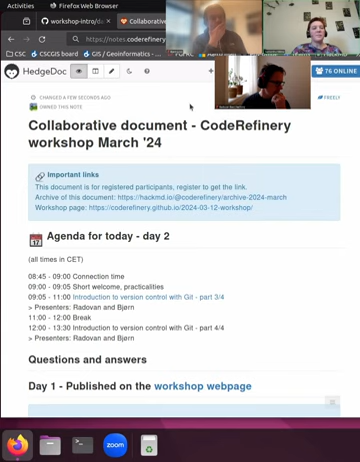 Activities
Firefox Web Browser
workshop-intro/d
Collaborative
https://notes.coderefinery
CSC
CSCGIS board
GIS / Geoinformatics -
HedgeDoc
76 ONLINE
CHANGED A FEW SECONDS AGO
OWNED THIS NOTE
FREELY
Collaborative document - CodeRefinery workshop March '24
Important links
This document is for registered participants, register to get the link.
Archive of this document: https://hackmd.io/@coderefinery/archive-2024-march
Workshop page: https://coderefinery.github.io/2024-03-12-workshop/
Agenda for today - day 2
(all times in CET)
08:45 - 09:00 Connection time
09:00 - 09:05 Short welcome, practicalities
09:05 - 11:00 Introduction to version control with Git - part 3/4
> Presenters: Radovan and Bjørn
11:00 - 12:00 Break
12:00 - 13:30 Introduction to version control with Git - part 4/4
> Presenters: Radovan and Bjørn
Questions and answers
Day 1 - Published on the workshop webpage
zoom